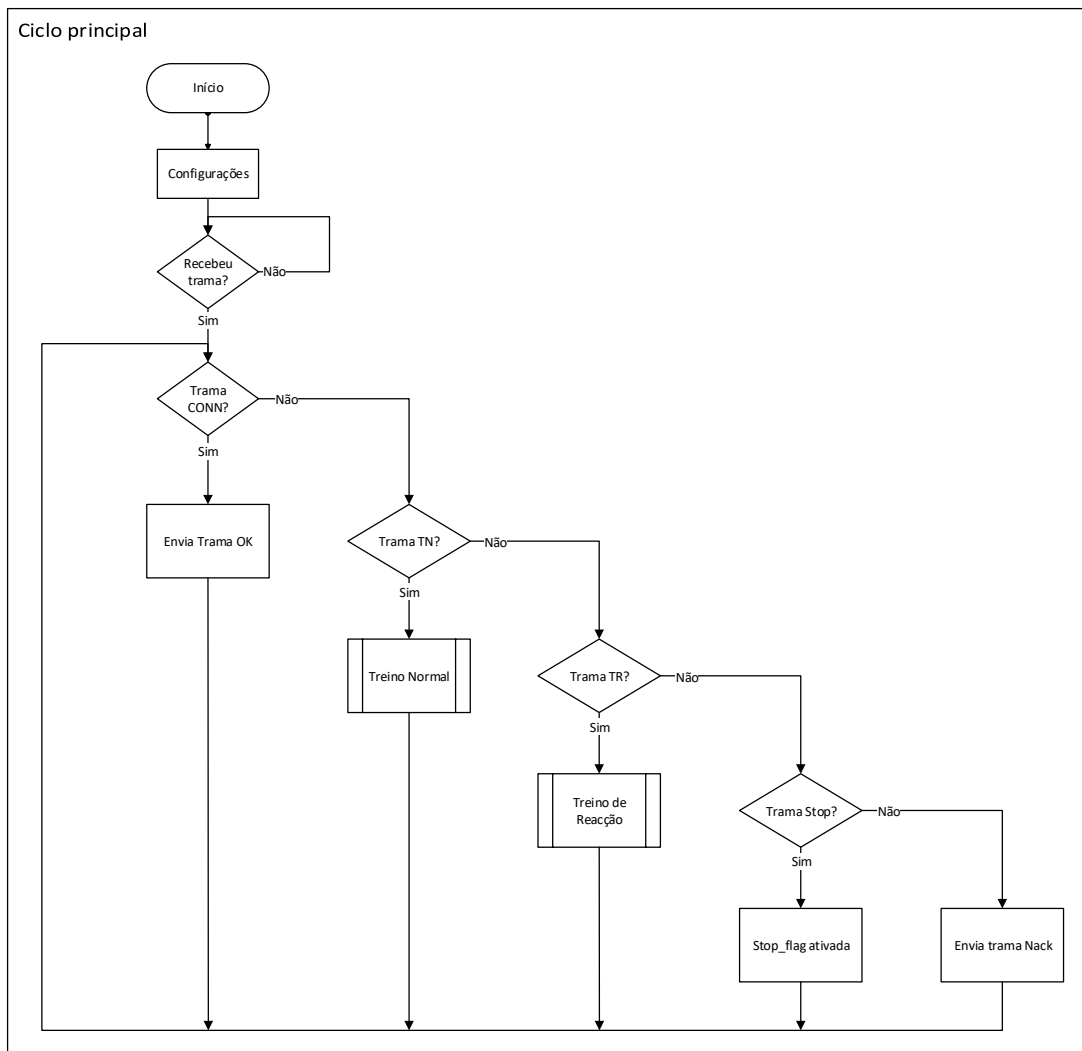 Ciclo principal
Início
Configurações
Recebeu
trama?
Não
Sim
Trama
CONN?
Não
Sim
Envia Trama OK
Trama TN?
Não
Sim
Treino Normal
Trama TR?
Não
Sim
Treino de
Reacção
Trama Stop?
Não
Sim
Stop_flag ativada
Envia trama Nack